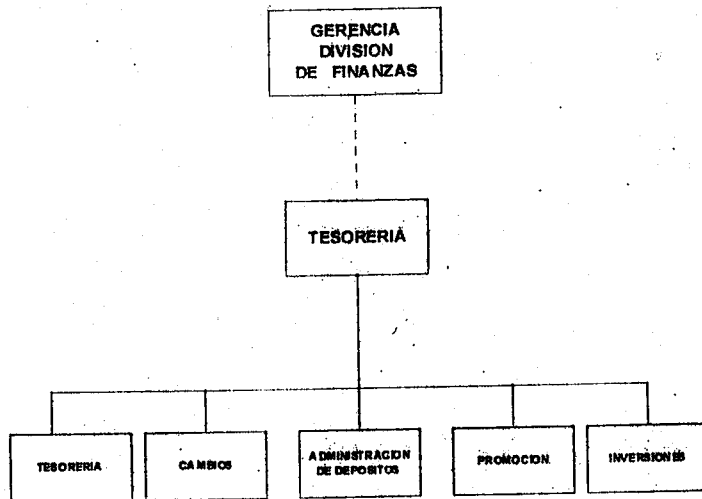 GERENCIA
DIVISION
DE FINANZAS
TESORERIA
TESORERIA
CAMBIOS
ADMINISTRACION
DE DEPOSITOS
PROMOCION
INVERSIONES